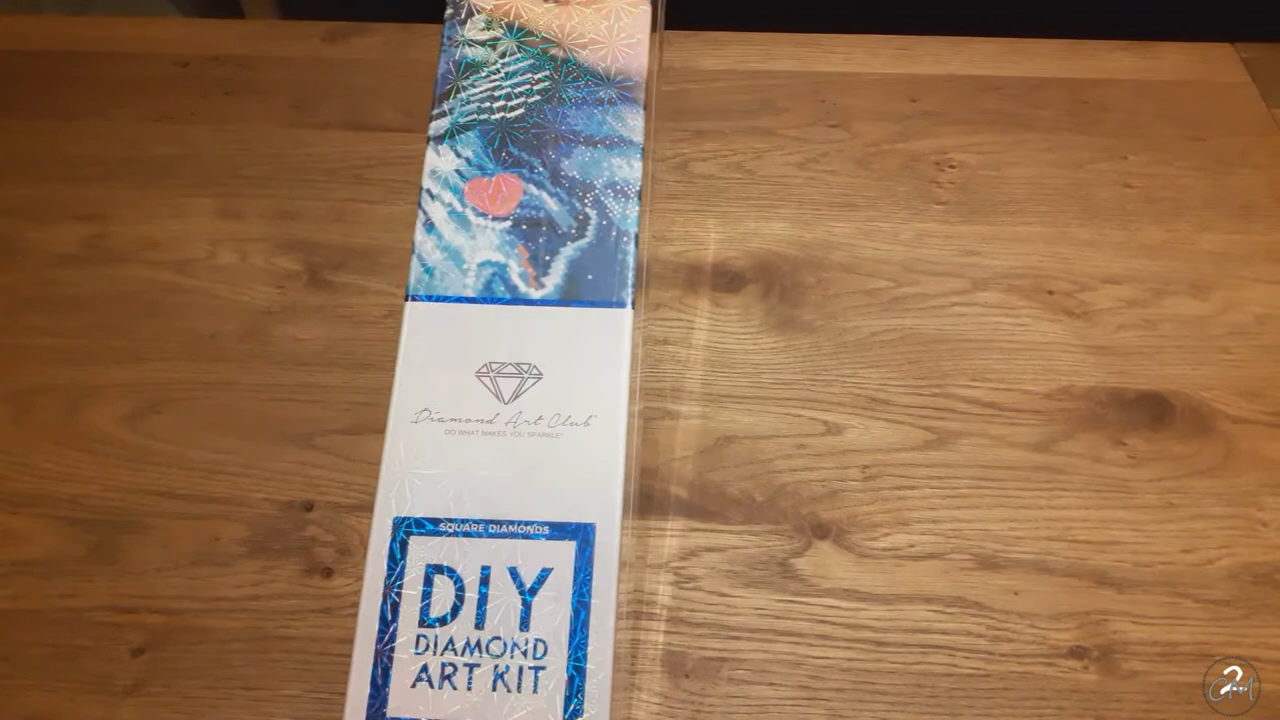 Diamond Art Club
DO WHAT MAKES YOU SPARKLE
SQUARE DIAMONDS
DIY
DIAMOND
ART KIT